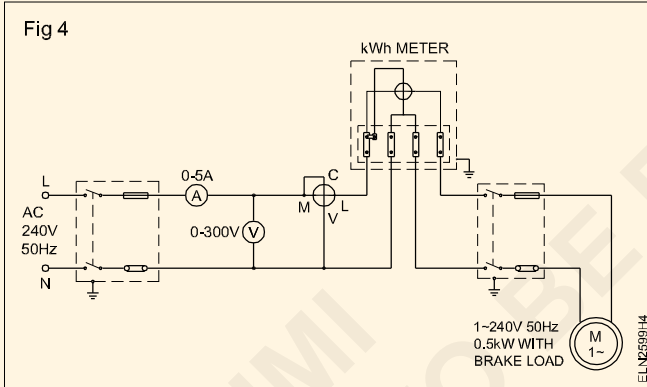 Fig 4
kWh METER
0-5A
L
A
C
M
L
AC
240V
50Hz
0-300V
V
V
N
1~240V 50Hz
0.5kW WITH
BRAKE LOAD
M
1~
ELN2599H4